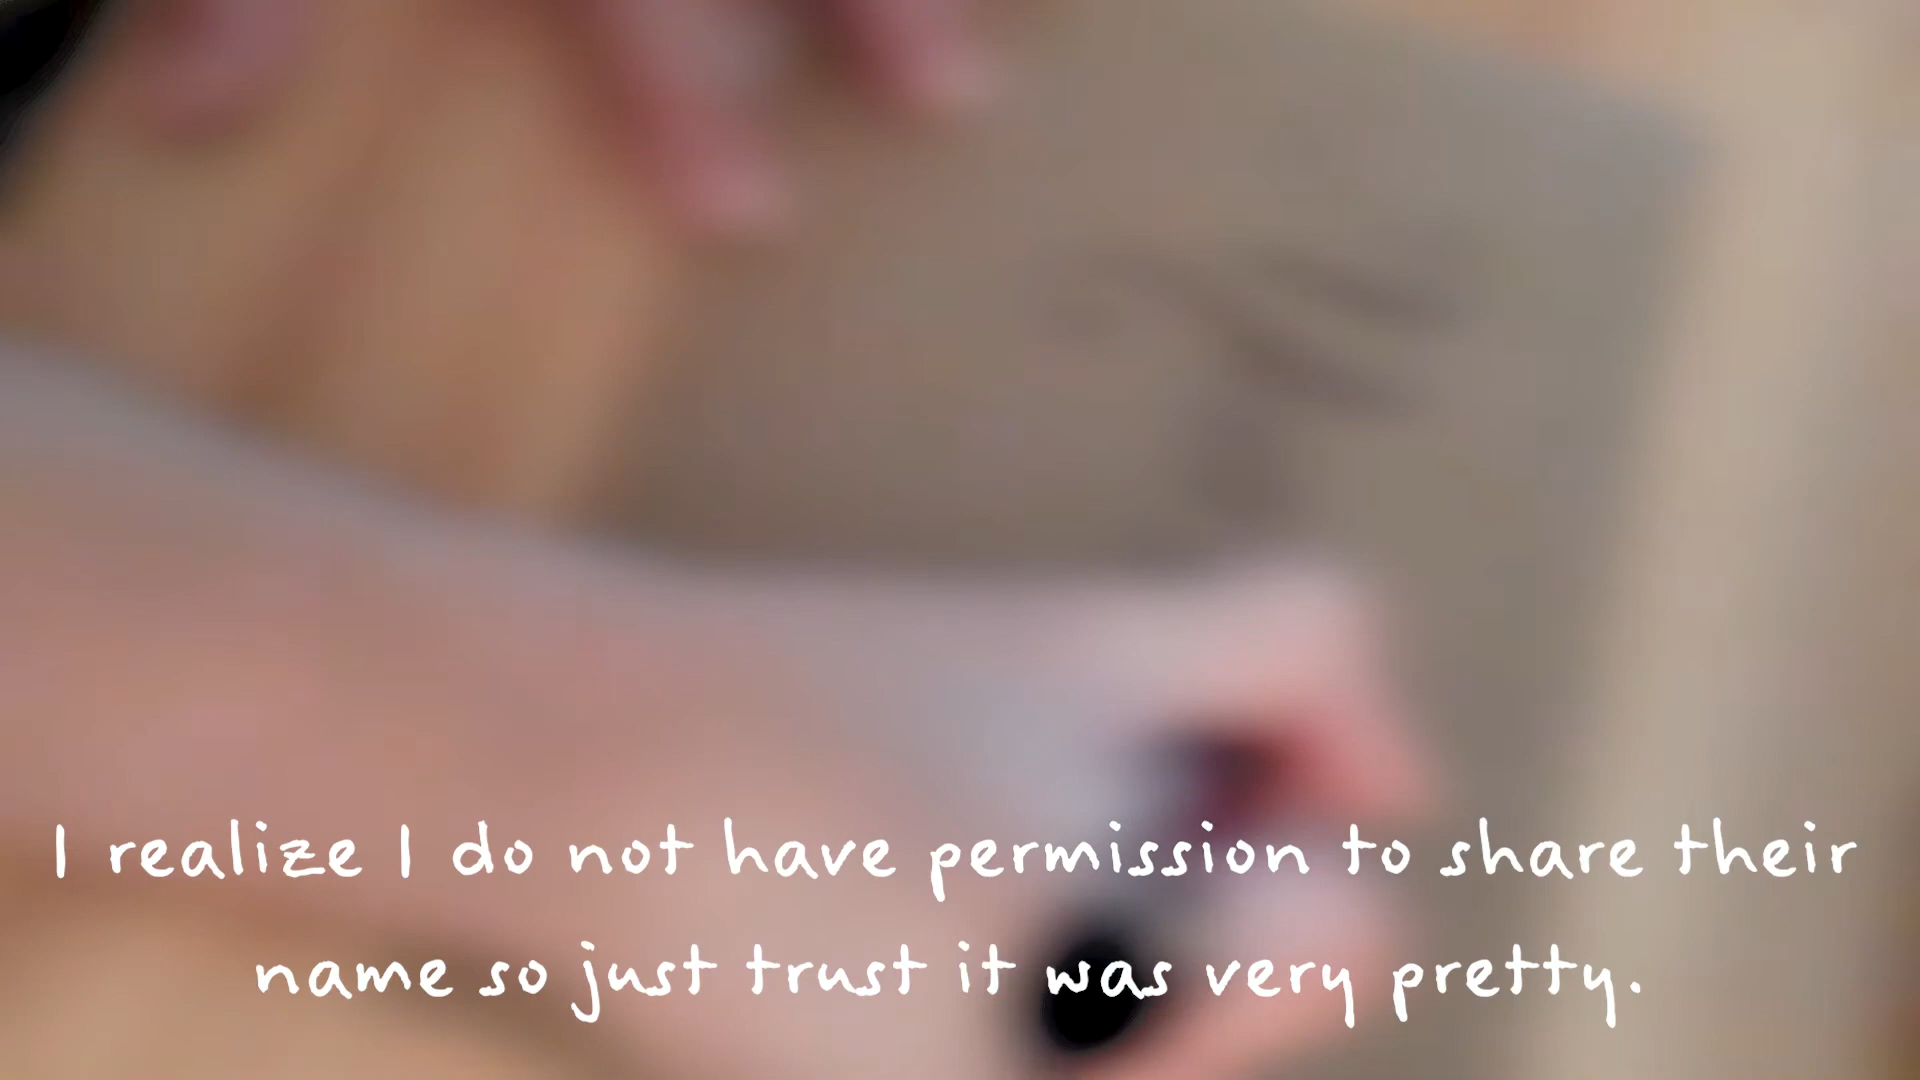 I realize I do not have permission to share their
name so just trust it was very pretty.